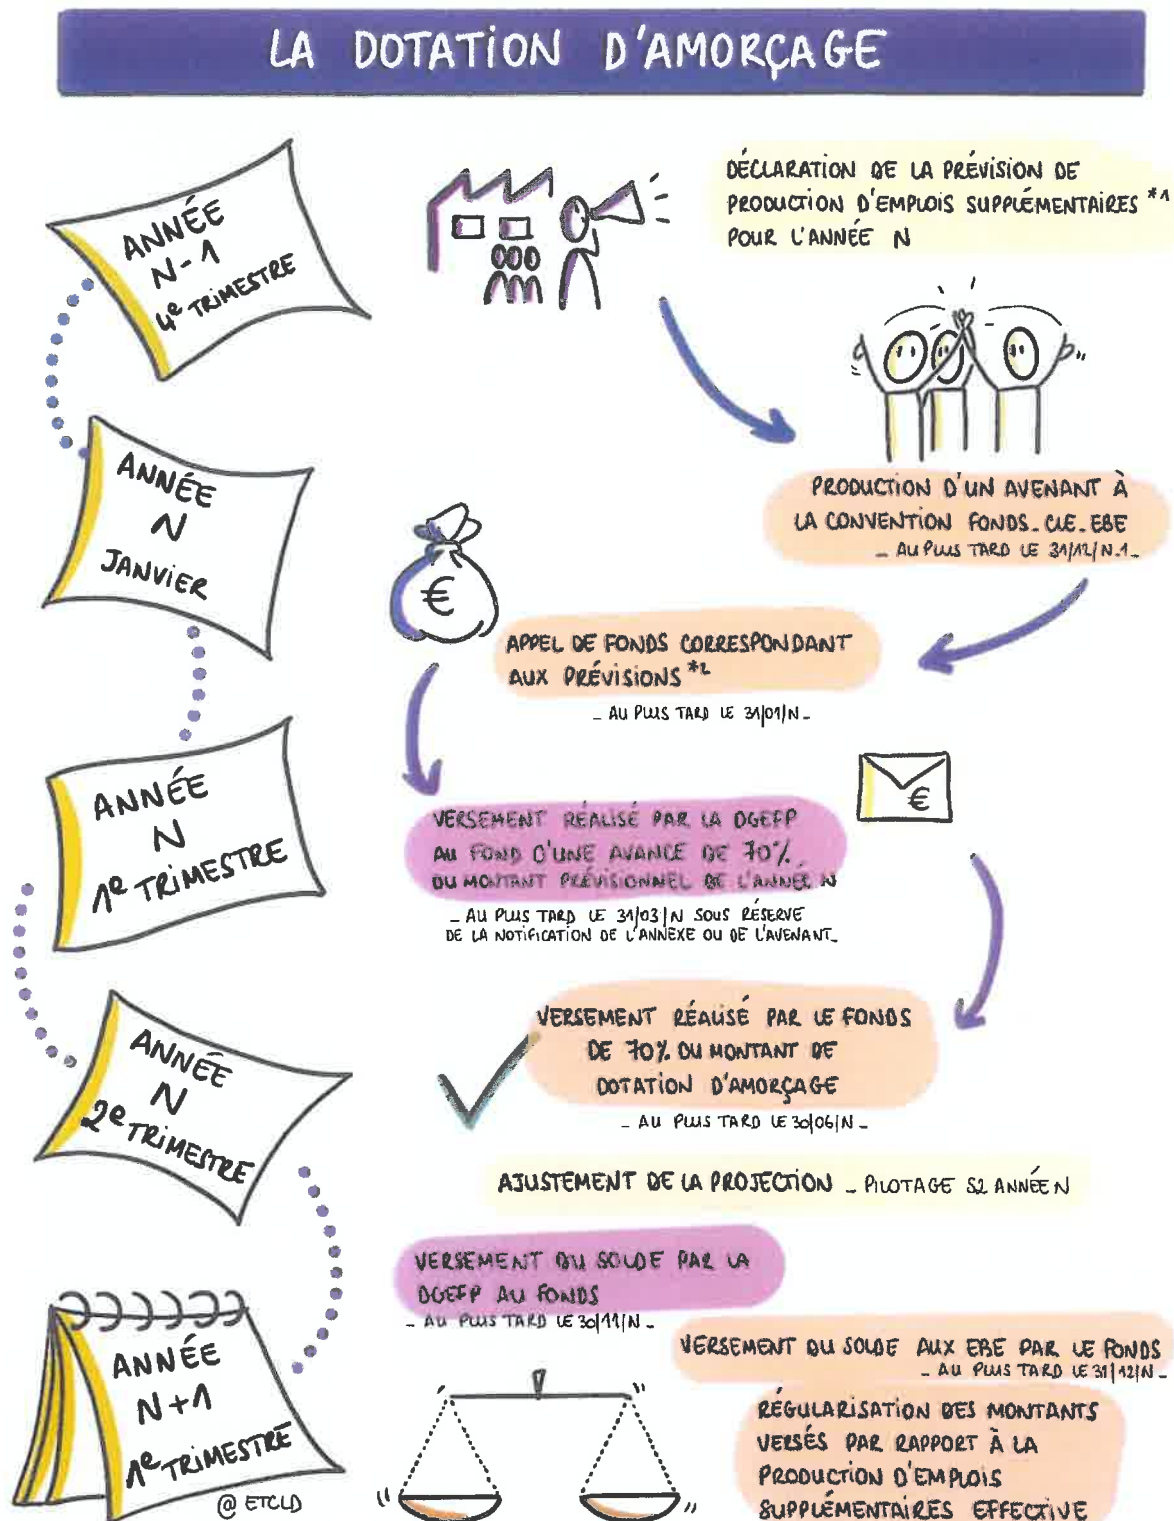 LA DOTATION D'AMORÇAGE
ANNÉE
N-1
4e TRIMESTRE
DÉCLARATION DE LA PRÉVISION DE
PRODUCTION D'EMPLOIS SUPPLÉMENTAIRES *1
POUR L'ANNÉE N
PRODUCTION D'UN AVENANT À
LA CONVENTION FONDS_CLE_EBE
_ AU PLUS TARD LE 31/12/N-1_
ANNÉE
N
JANVIER
€
APPEL DE FONDS CORRESPONDANT
AUX PRÉVISIONS *2
_ AU PLUS TARD LE 31/01/N_
ANNÉE
N
1e TRIMESTRE
€
VERSEMENT RÉALISÉ PAR LA DGEFP
AU FOND D'UNE AVANCE DE 70%
DU MONTANT PRÉVISIONNEL DE L'ANNÉE N
_ AU PLUS TARD LE 31/03/N SOUS RÉSERVE
DE LA NOTIFICATION DE L'ANNEXE OU DE L'AVENANT_
ANNÉE
N
2e TRIMESTRE
VERSEMENT RÉALISÉ PAR LE FONDS
DE 70% DU MONTANT DE
DOTATION D'AMORÇAGE
_ AU PLUS TARD LE 30/06/N_
AJUSTEMENT DE LA PROJECTION _ PILOTAGE S2 ANNÉE N
VERSEMENT DU SOLDE PAR LA
DGEFP AU FONDS
_ AU PLUS TARD LE 30/11/N_
VERSEMENT DU SOLDE AUX EBE PAR LE FONDS
_ AU PLUS TARD LE 31/12/N_
ANNÉE
N+1
1e TRIMESTRE
RÉGULARISATION DES MONTANTS
VERSÉS PAR RAPPORT À LA
PRODUCTION D'EMPLOIS
SUPPLÉMENTAIRES EFFECTIVE
@ ETCLD